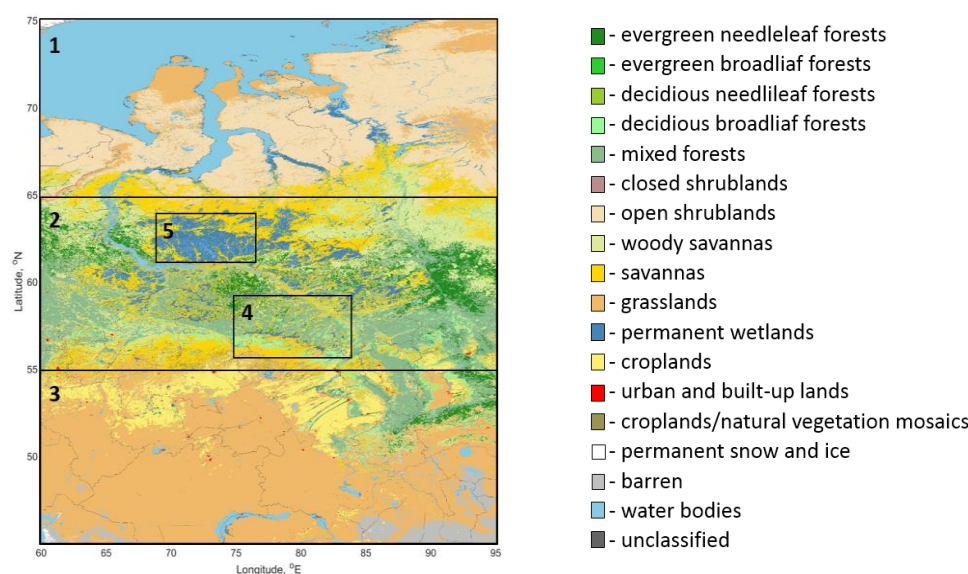 75
1
70
65
2
5
Latitude, °N
60
4
55
3
50
45
60 65 70 75 80 85 90 95
Longitude, °E
- evergreen needleleaf forests
- evergreen broadliaf forests
- decidious needlileaf forests
- decidious broadliaf forests
- mixed forests
- closed shrublands
- open shrublands
- woody savannas
- savannas
- grasslands
- permanent wetlands
- croplands
- urban and built-up lands
- croplands/natural vegetation mosaics
- permanent snow and ice
- barren
- water bodies
- unclassified